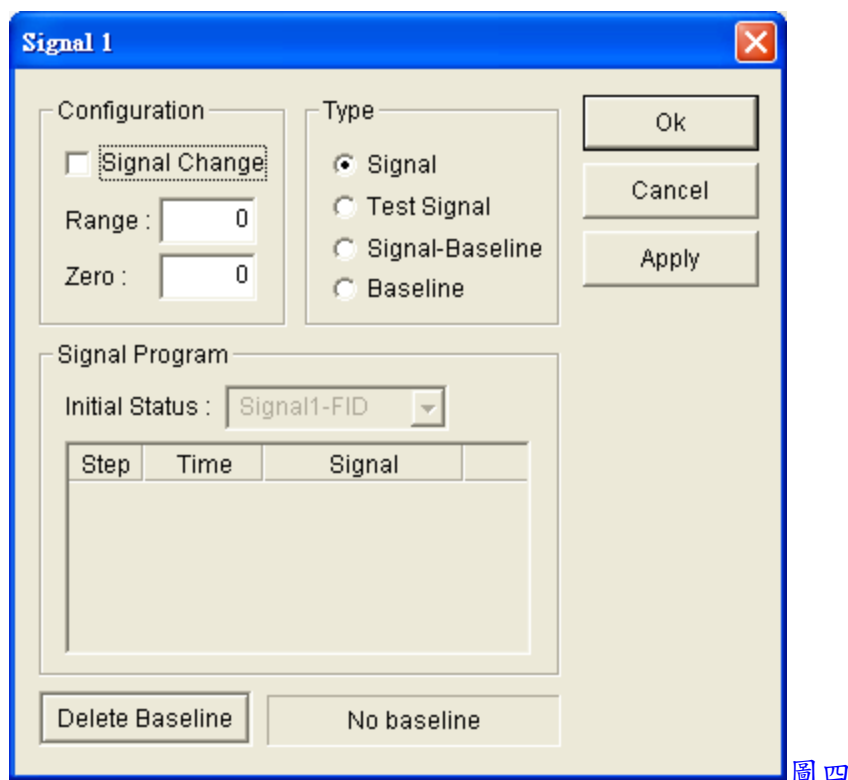 Signal 1
Configuration
Signal Change
Range : 0
Zero : 0
Type
Signal
Test Signal
Signal-Baseline
Baseline
Ok
Cancel
Apply
Signal Program
Initial Status : Signal1-FID
Step Time Signal
Delete Baseline
No baseline
圖四